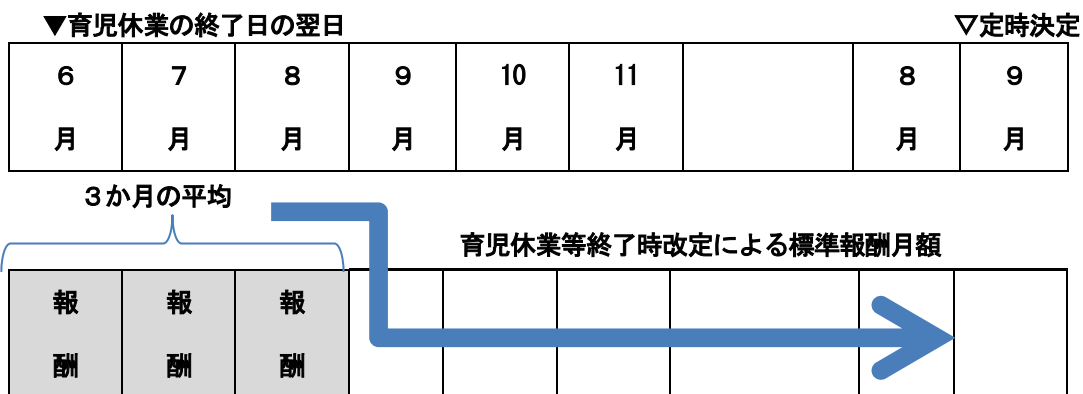 ▼育児休業の終了日の翌日 ▽定時決定
６ ７ ８ ９ 10 11 ８ ９
月 月 月 月 月 月 月 月
３か月の平均
育児休業等終了時改定による標準報酬月額
報 報 報
酬 酬 酬